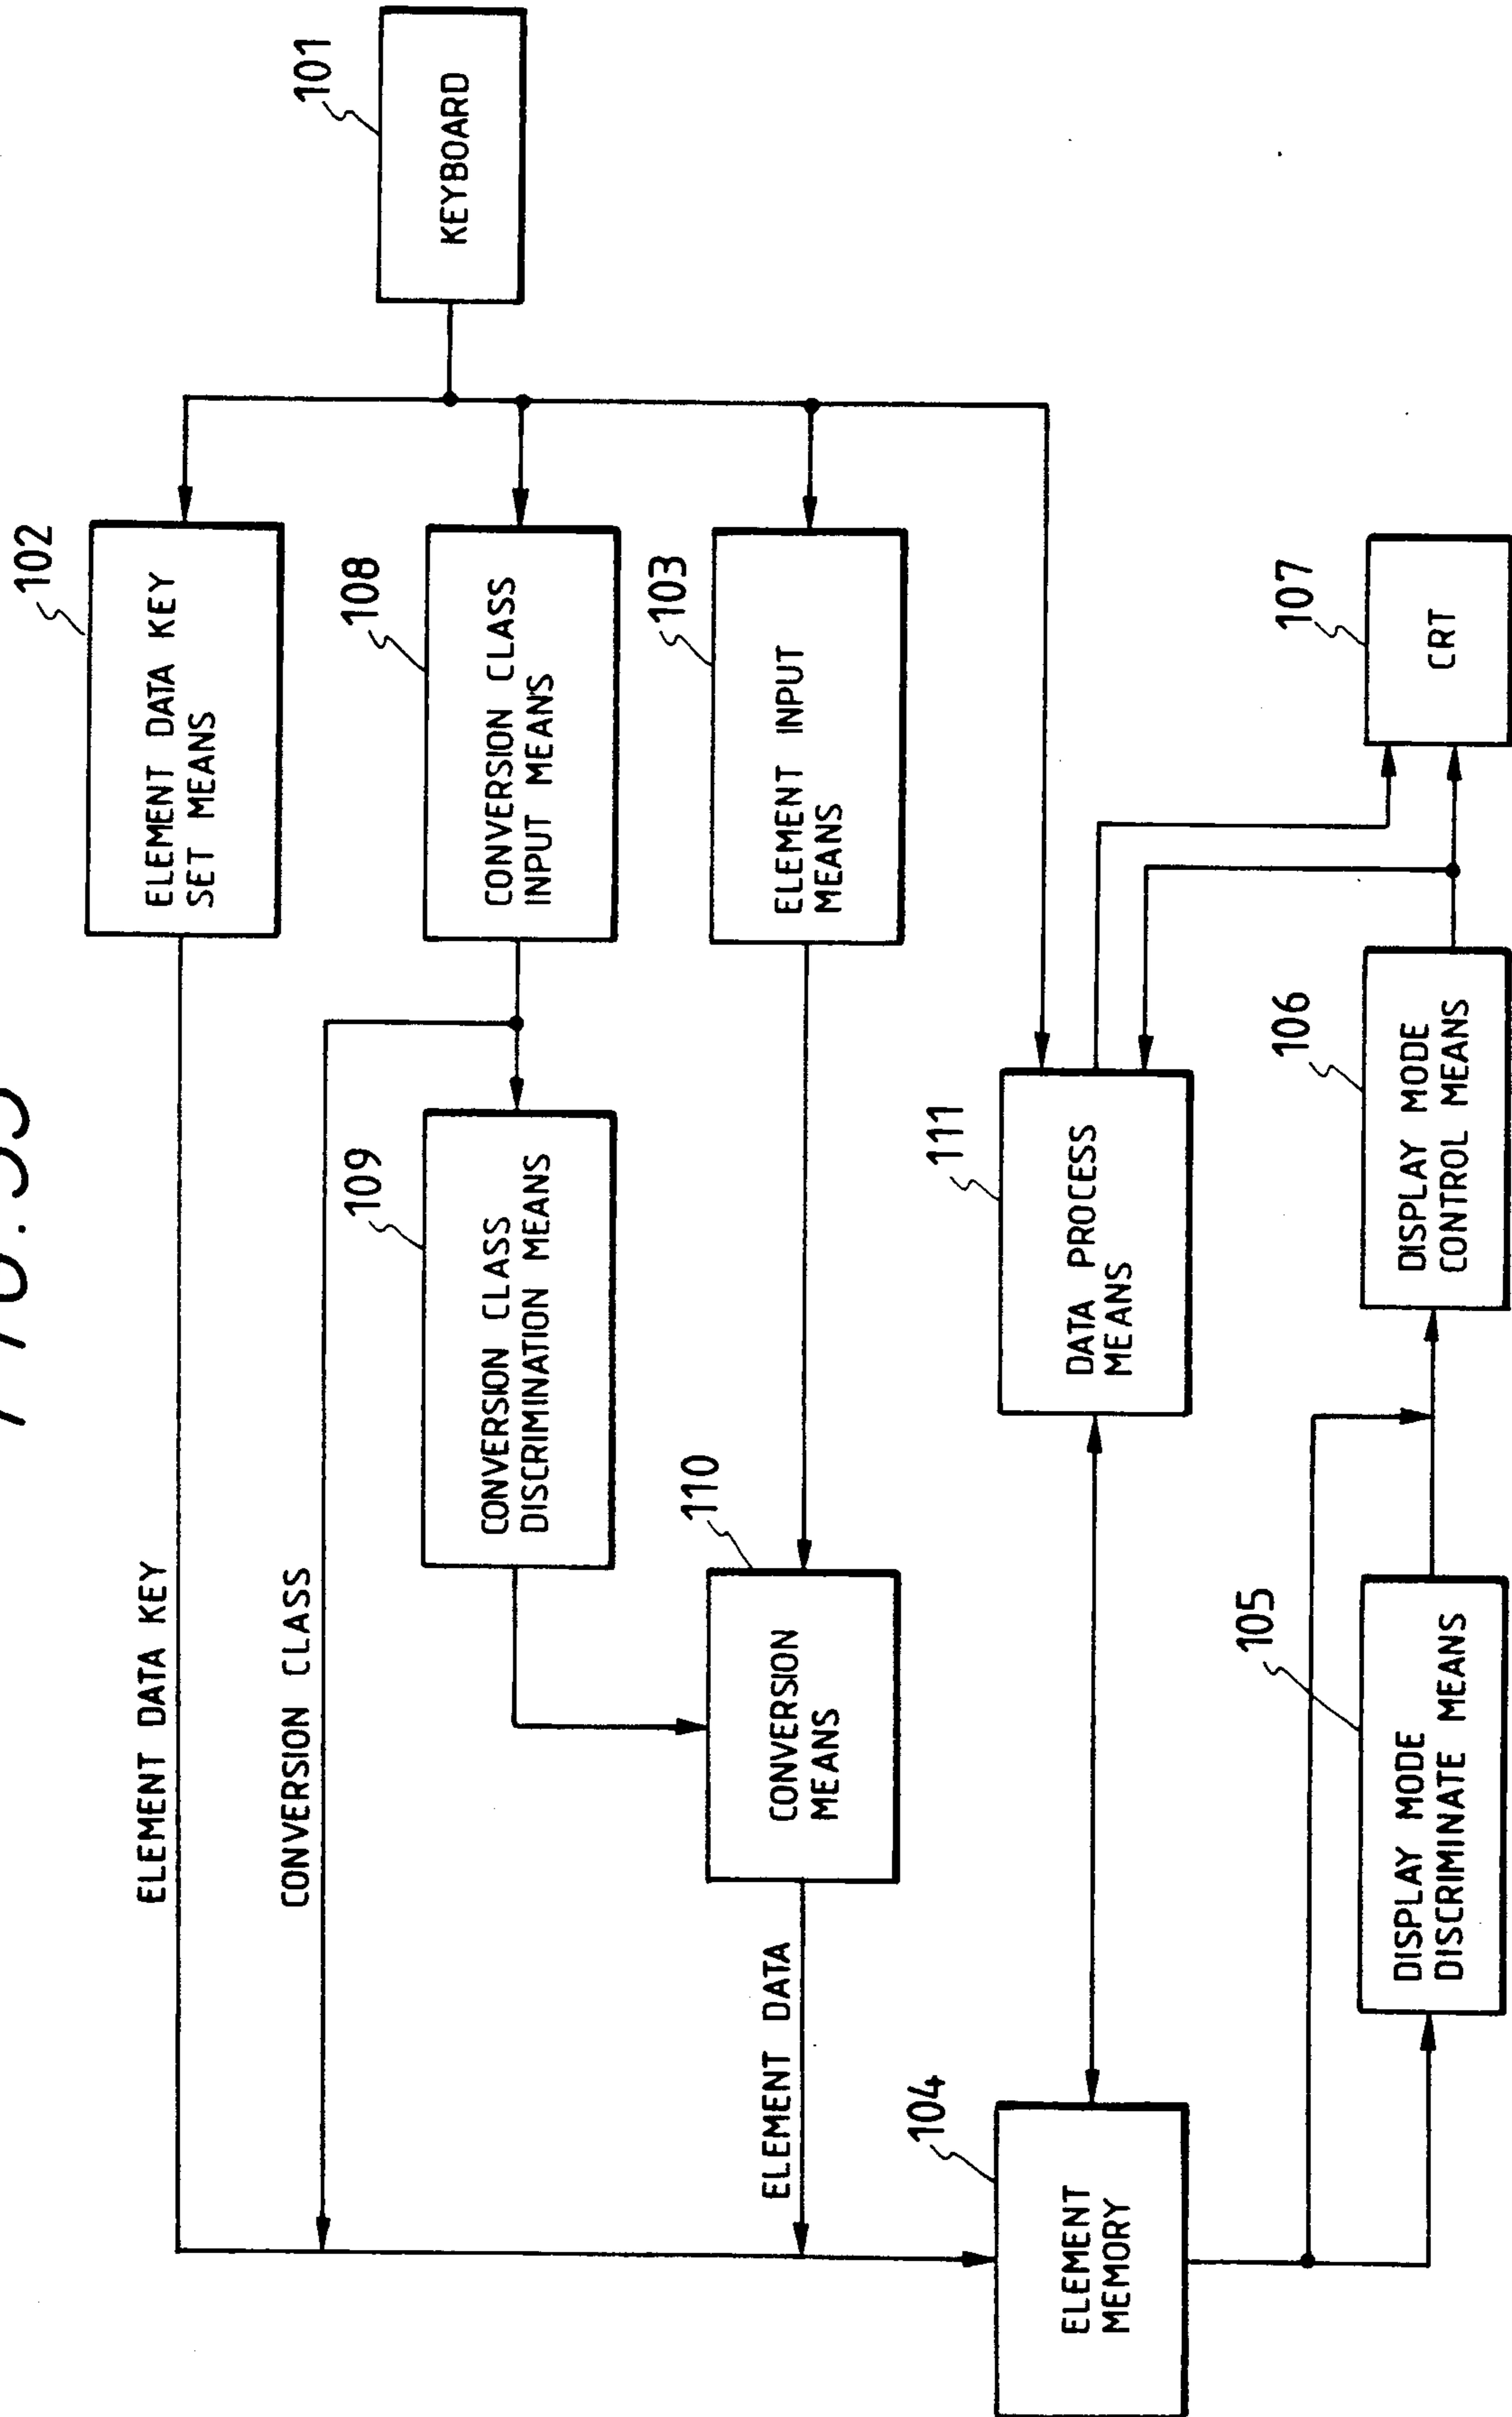 102
ELEMENT DATA KEY
ELEMENT DATA KEY
SET MEANS
CONVERSION CLASS
101
KEYBOARD
109
108
CONVERSION CLASS
DISCRIMINATION MEANS
CONVERSION CLASS
INPUT MEANS
110
103
ELEMENT DATA
CONVERSION
MEANS
ELEMENT INPUT
MEANS
104
111
ELEMENT
MEMORY
DATA PROCESS
MEANS
105
106
107
DISPLAY MODE
DISCRIMINATE MEANS
DISPLAY MODE
CONTROL MEANS
CRT